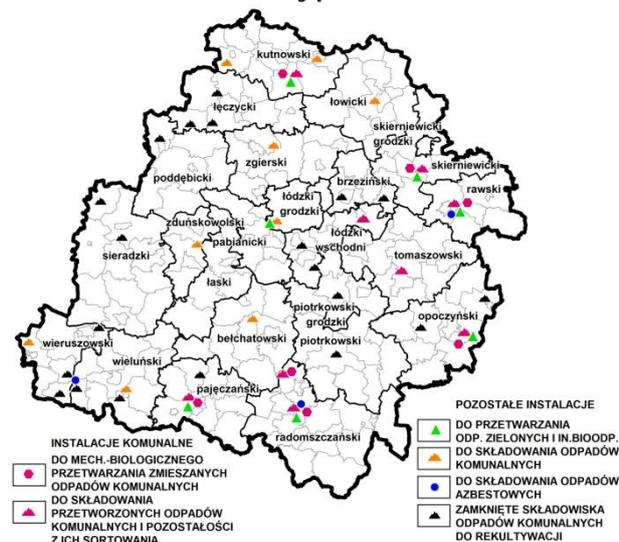 kutnowski
łęczycki
łowicki
skierniewicki
grodzki
skierniewicki
zgierski
poddębicki
brzeziński
rawski
łódzki
grodzki
zduńskowolski
pabianicki
łódzki
wschodni
sieradzki
tomaszowski
łaski
piotrkowski
grodzki
opoczyński
wieruszowski
bełchatowski
piotrkowski
wieluński
pajęczański
radomszczański
INSTALACJE KOMUNALNE
DO MECH.-BIOLOGICZNEGO
PRZETWARZANIA ZMIESZANYCH
ODPADÓW KOMUNALNYCH
DO SKŁADOWANIA
PRZETWORZONYCH ODPADÓW
KOMUNALNYCH I POZOSTAŁOŚCI
Z ICH SORTOWANIA
POZOSTAŁE INSTALACJE
DO PRZETWARZANIA
ODP. ZIELONYCH I IN.BIOODP.
DO SKŁADOWANIA ODPADÓW
KOMUNALNYCH
DO SKŁADOWANIA ODPADÓW
AZBESTOWYCH
ZAMKNIĘTE SKŁADOWISKA
ODPADÓW KOMUNALNYCH
DO REKULTYWACJI